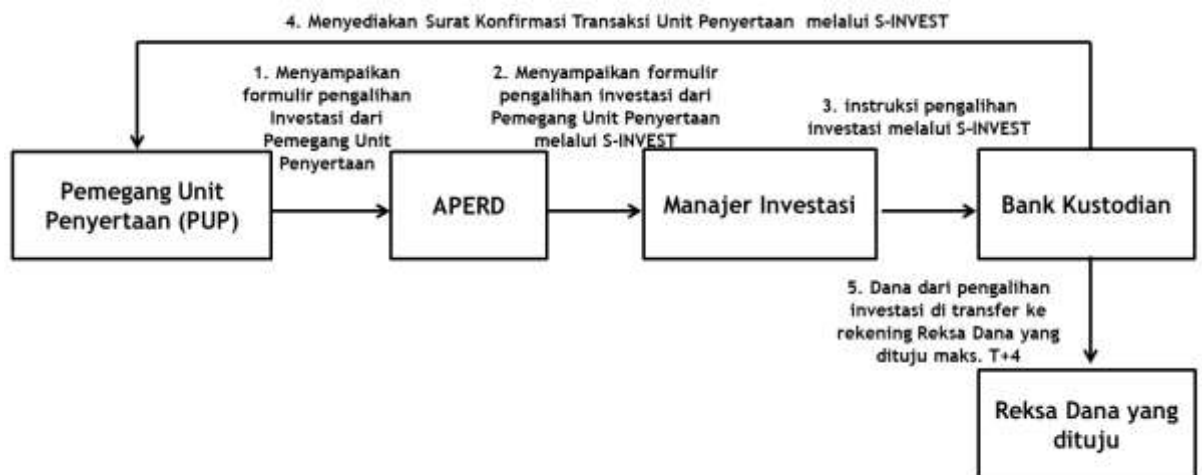 4. Menyediakan Surat Konfirmasi Transaksi Unit Penyertaan melalui S-INVEST
1. Menyampaikan
formulir pengalihan
investasi dari
Pemegang Unit
Penyertaan
2. Menyampaikan formulir
pengalihan investasi dari
Pemegang Unit Penyertaan
melalui S-INVEST
3. instruksi pengalihan
investasi melalui S-INVEST
Pemegang Unit
Penyertaan (PUP)
APERD
Manajer Investasi
Bank Kustodian
5. Dana dari pengalihan
investasi di transfer ke
rekening Reksa Dana yang
dituju maks. T+4
Reksa Dana yang
dituju